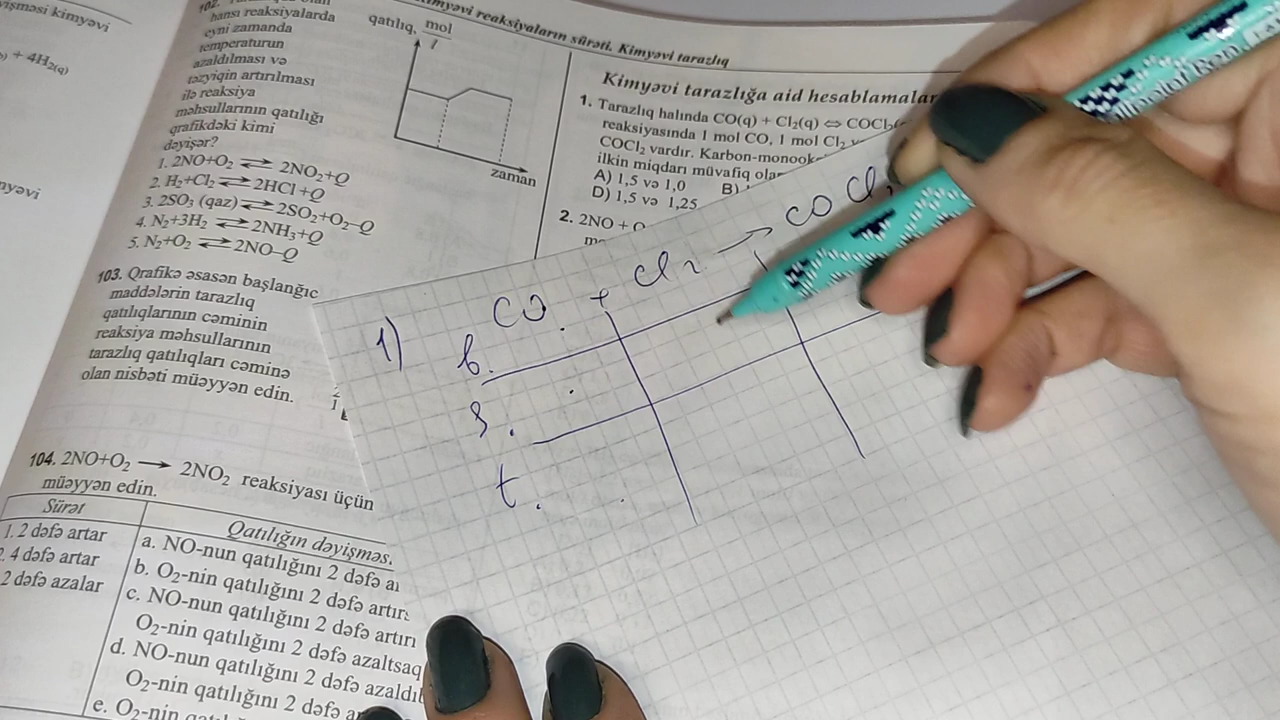 vişməsi kimyəvi
+ 4H2(q)
nyəvi
102.
hansı reaksiyalarda
eyni zamanda
temperaturun
azaldılması və
təzyiqin artırılması
ilə reaksiya
məhsullarının qatılığı
qrafikdəki kimi
dəyişər?
1. 2NO+O2 ⇄ 2NO2+Q
2. H2+Cl2 ⇄ 2HCl+Q
3. 2SO3 (qaz) ⇄ 2SO2+O2–Q
4. N2+3H2 ⇄ 2NH3+Q
5. N2+O2 ⇄ 2NO–Q
qatılıq, mol
l
zaman
103. Qrafikə əsasən başlanğıc
maddələrin tarazlıq
qatılıqlarının cəminin
reaksiya məhsullarının
tarazlıq qatılıqları cəminə
olan nisbəti müəyyən edin.
104. 2NO+O2 → 2NO2 reaksiyası üçün
müəyyən edin.
Sürət
Qatılığın dəyişməs.
1. 2 dəfə artar
2. 4 dəfə artar
2 dəfə azalar
a. NO-nun qatılığını 2 dəfə
b. O2-nin qatılığını 2 dəfə
c. NO-nun qatılığını 2 dəfə artırı
O2-nin qatılığını 2 dəfə azaltsaq
d. NO-nun qatılığını 2 dəfə
O2-nin qatılığını 2 dəfə
e. O2-nin
reaksiyaların sürəti. Kimyəvi tarazlıq
Kimyəvi tarazlığa aid hesablamalar
1. Tarazlıq halında CO(q) + Cl2(q) ⇔ COCl2
reaksiyasında 1 mol CO, 1 mol Cl2
COCl2 vardır.
ilkin miqdarı müvafiq
A) 1,5 və 1,0 B)
D) 1,5 və 1,25
2. 2NO +
1) CO + Cl2 → COCl2
b.
s.
t.